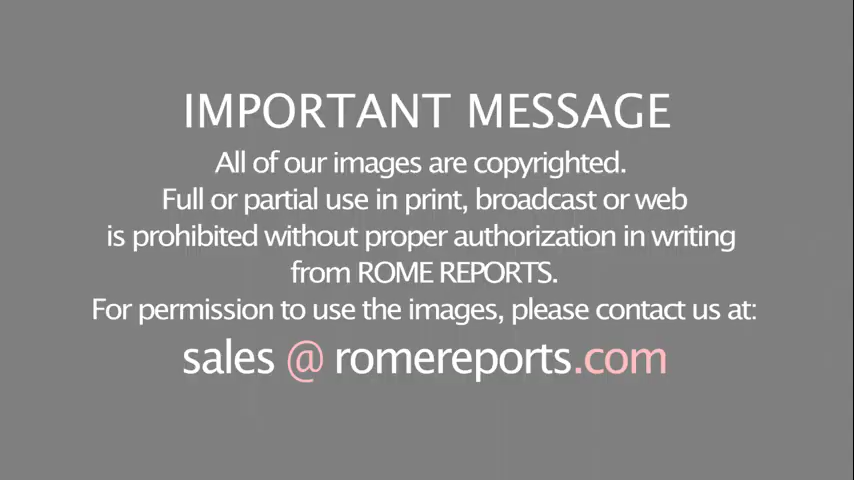 IMPORTANT MESSAGE
All of our images are copyrighted.
Full or partial use in print, broadcast or web
is prohibited without proper authorization in writing
from ROME REPORTS.
For permission to use the images, please contact us at:
sales @ romereports.com